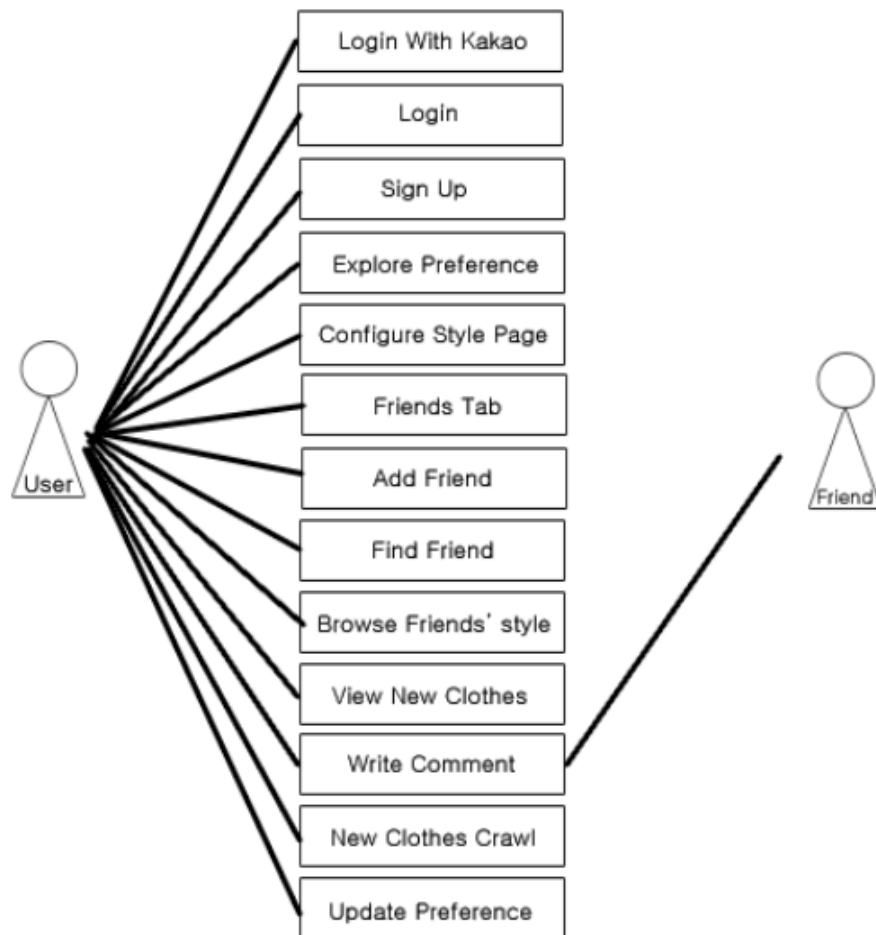 Login With Kakao
Login
Sign Up
Explore Preference
Configure Style Page
Friends Tab
User
Add Friend
Friend
Find Friend
Browse Friends' style
View New Clothes
Write Comment
New Clothes Crawl
Update Preference